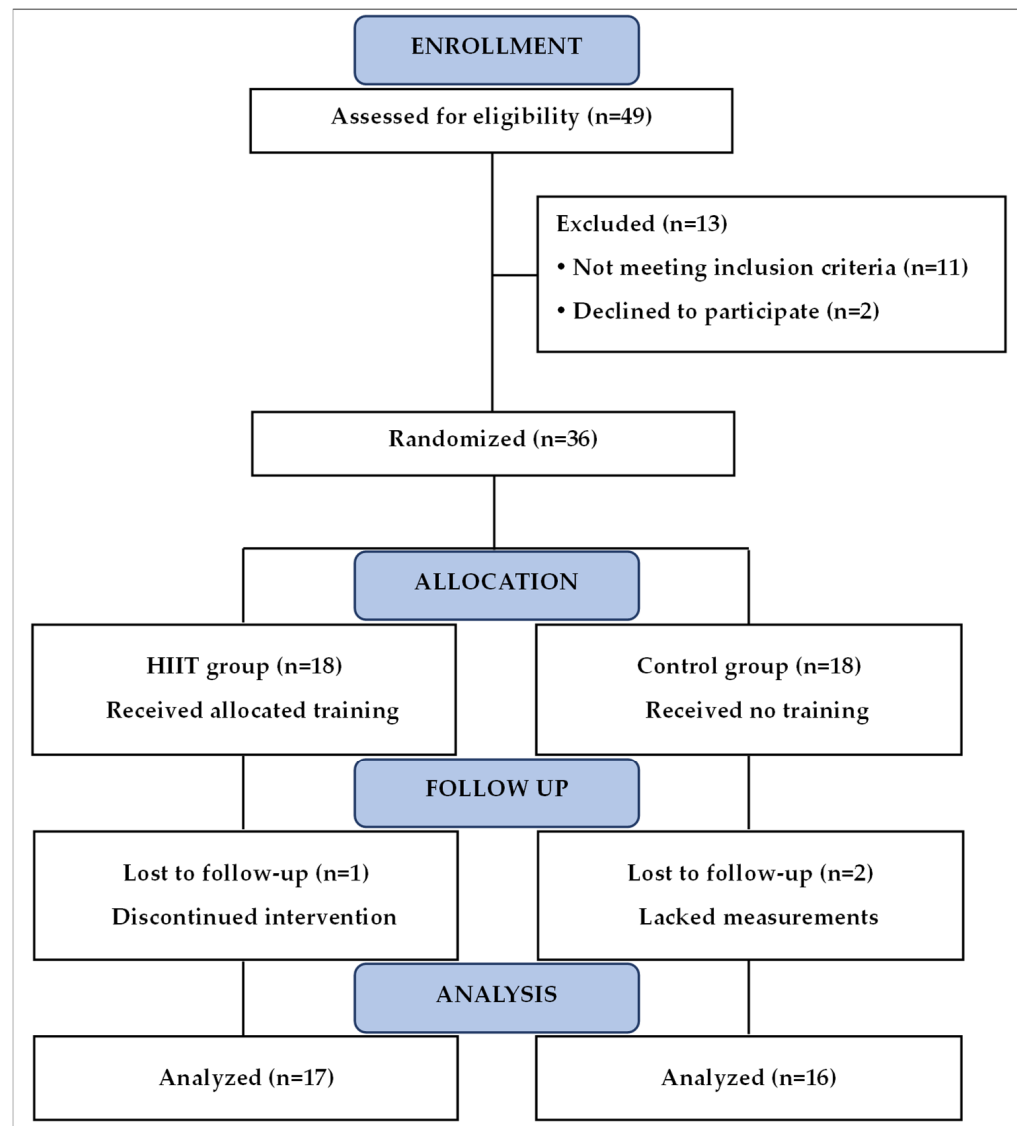 ENROLLMENT
Assessed for eligibility (n=49)
Excluded (n=13)
• Not meeting inclusion criteria (n=11)
• Declined to participate (n=2)
Randomized (n=36)
ALLOCATION
HIIT group (n=18)
Received allocated training
Control group (n=18)
Received no training
FOLLOW UP
Lost to follow-up (n=1)
Discontinued intervention
Lost to follow-up (n=2)
Lacked measurements
ANALYSIS
Analyzed (n=17)
Analyzed (n=16)